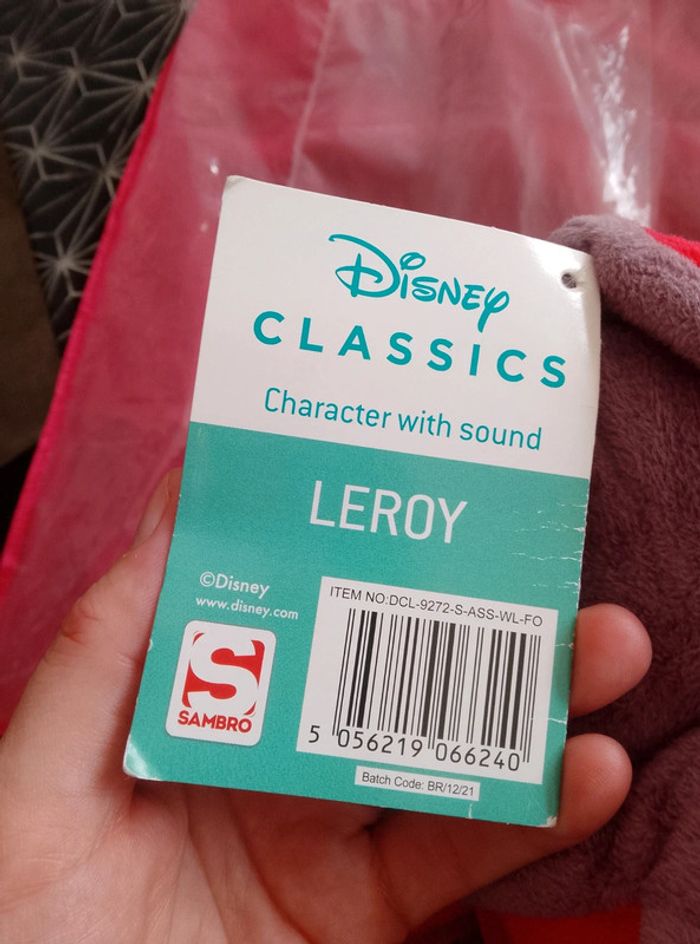 Disney
CLASSICS
Character with sound
LEROY
©Disney
www.disney.com
ITEM NO:DCL-9272-S-ASS-WL-FO
S
SAMBRO
5 056219 066240
Batch Code: BR/12/21